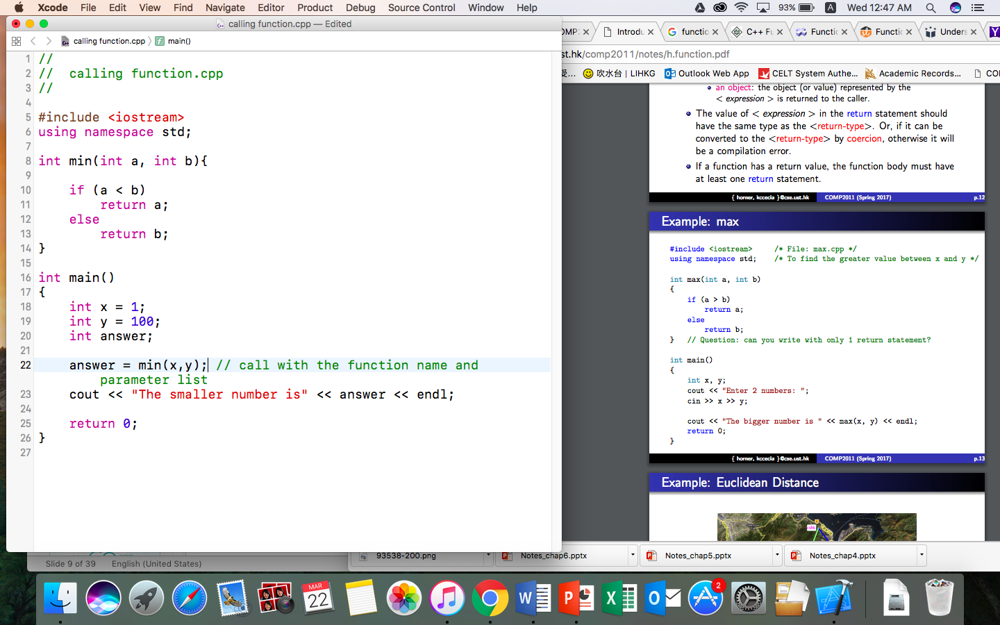 Xcode File Edit View Find Navigate Editor Product Debug Source Control Window Help 93% A Wed 12:47 AM
calling function.cpp — Edited
calling function.cpp main()
1 //
2 //  calling function.cpp
3 //
4
5 #include <iostream>
6 using namespace std;
7
8 int min(int a, int b){
9
10     if (a < b)
11         return a;
12     else
13         return b;
14 }
15
16 int main()
17 {
18     int x = 1;
19     int y = 100;
20     int answer;
21
22     answer = min(x,y); // call with the function name and
parameter list
23     cout << "The smaller number is" << answer << endl;
24
25     return 0;
26 }
27
Slide 9 of 39 English (United States)
Introdu functio C++ Fu Functio Functio Unders
st.hk/comp2011/notes/h.function.pdf
吹水台 | LIHKG Outlook Web App CELT System Authe... Academic Records...
an object: the object (or value) represented by the
< expression > is returned to the caller.
The value of < expression > in the return statement should
have the same type as the <return-type>. Or, if it can be
converted to the <return-type> by coercion, otherwise it will
be a compilation error.
If a function has a return value, the function body must have
at least one return statement.
{ horner, kccecia }@cse.ust.hk COMP2011 (Spring 2017) p.12
Example: max
#include <iostream> /* File: max.cpp */
using namespace std; /* To find the greater value between x and y */
int max(int a, int b)
{
if (a > b)
return a;
else
return b;
} // Question: can you write with only 1 return statement?
int main()
{
int x, y;
cout << "Enter 2 numbers: ";
cin >> x >> y;
cout << "The bigger number is " << max(x, y) << endl;
return 0;
}
{ horner, kccecia }@cse.ust.hk COMP2011 (Spring 2017) p.13
Example: Euclidean Distance
93538-200.png Notes_chap6.pptx Notes_chap5.pptx Notes_chap4.pptx
MAR
22
2